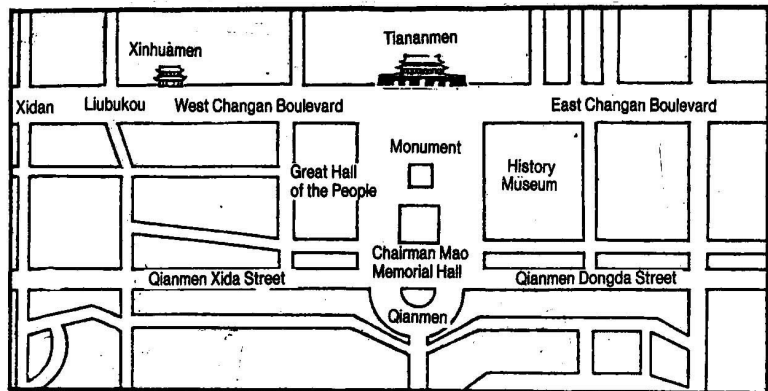 Xinhuamen
Tiananmen
Xidan
Liubukou
West Changan Boulevard
East Changan Boulevard
Monument
Great Hall
of the People
History
Museum
Chairman Mao
Memorial Hall
Qianmen Xida Street
Qianmen Dongda Street
Qianmen